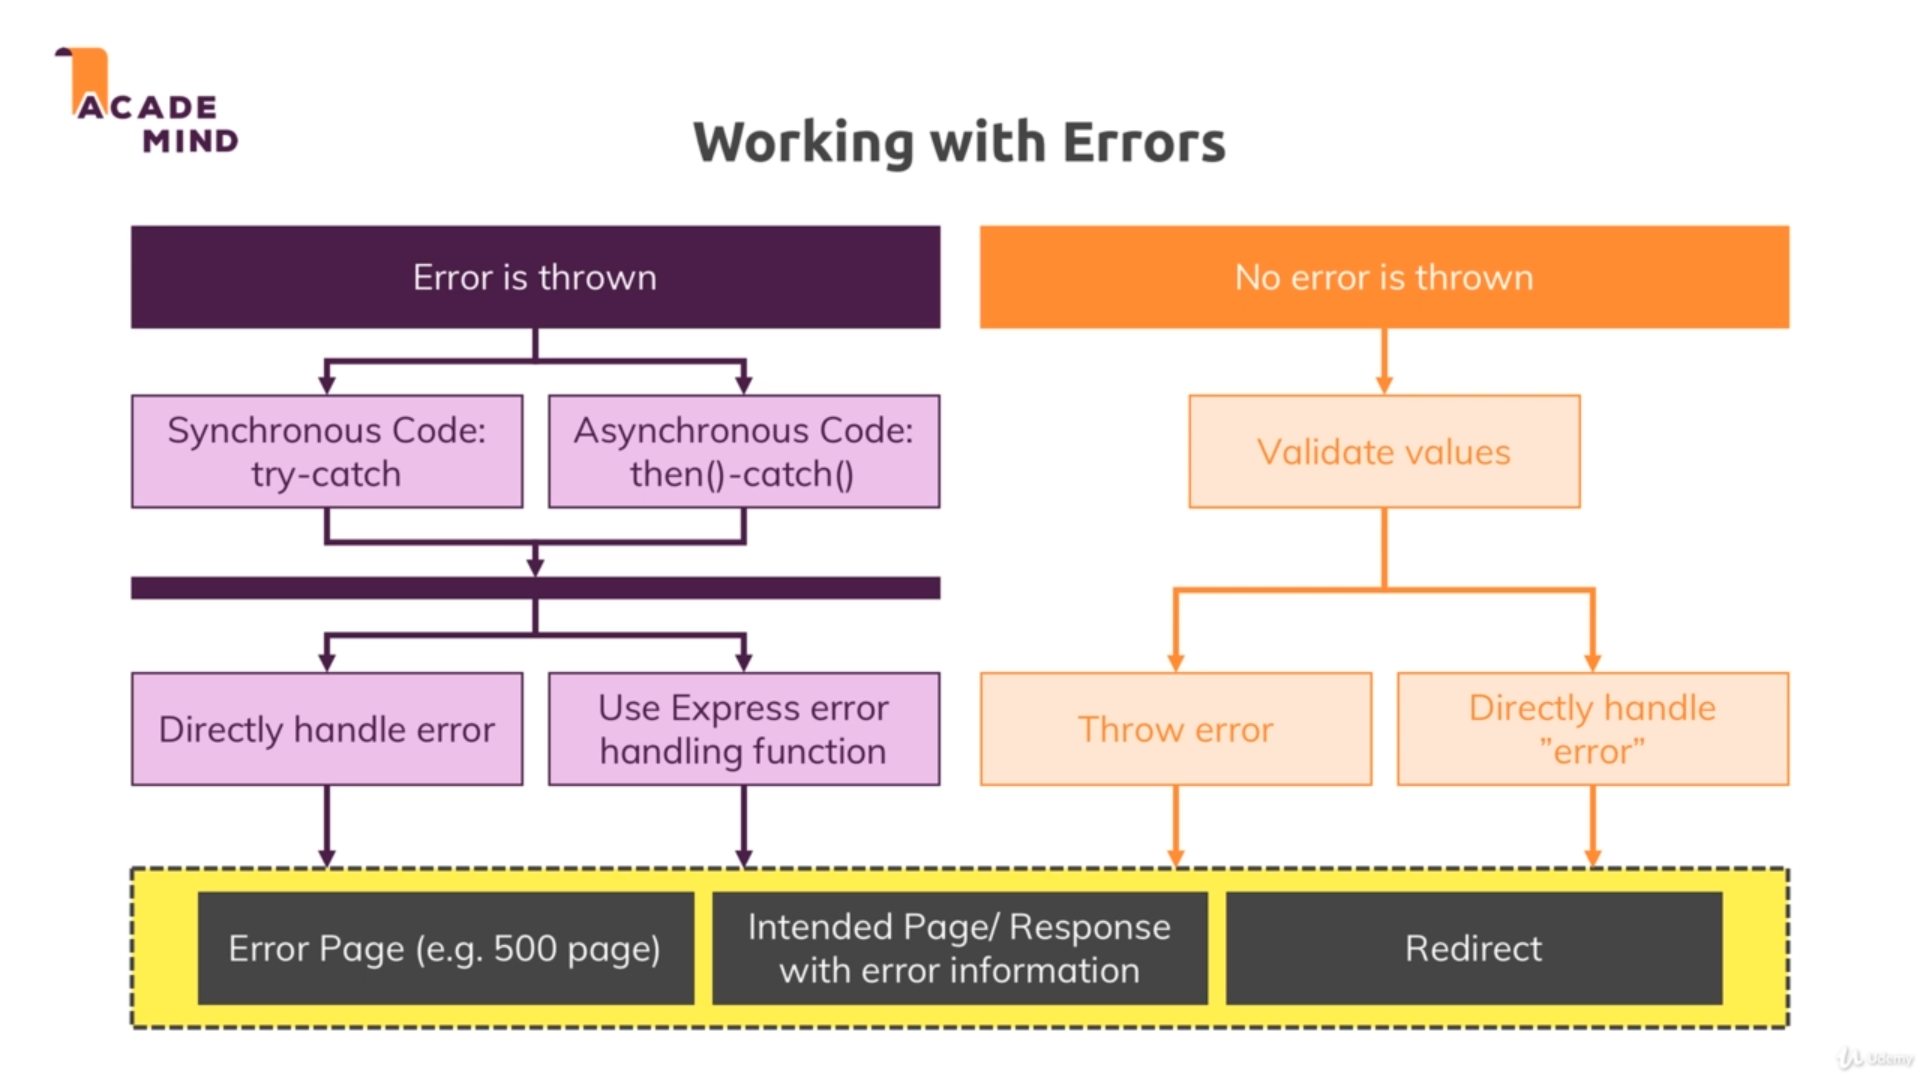 ACADE
MIND
Working with Errors
Error is thrown
No error is thrown
Synchronous Code:
try-catch
Asynchronous Code:
then()-catch()
Validate values
Directly handle error
Use Express error
handling function
Throw error
Directly handle
”error”
Error Page (e.g. 500 page)
Intended Page/ Response
with error information
Redirect
Udemy